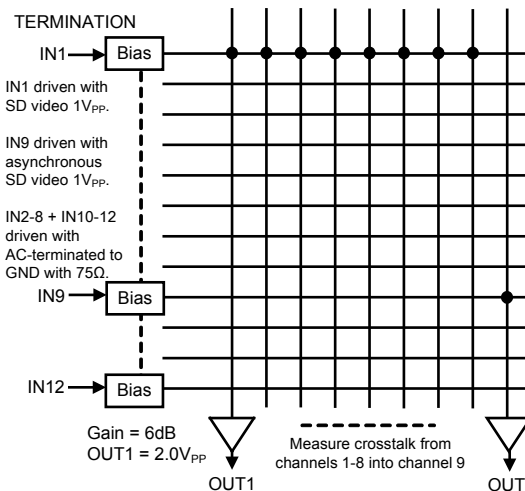 TERMINATION
IN1
Bias
IN1 driven with
SD video 1VPP.
IN9 driven with
asynchronous
SD video 1VPP.
IN2-8 + IN10-12
driven with
AC-terminated to
GND with 75Ω.
IN9
Bias
IN12
Bias
Gain = 6dB
OUT1 = 2.0VPP
Measure crosstalk from
channels 1-8 into channel 9
OUT1
OUT